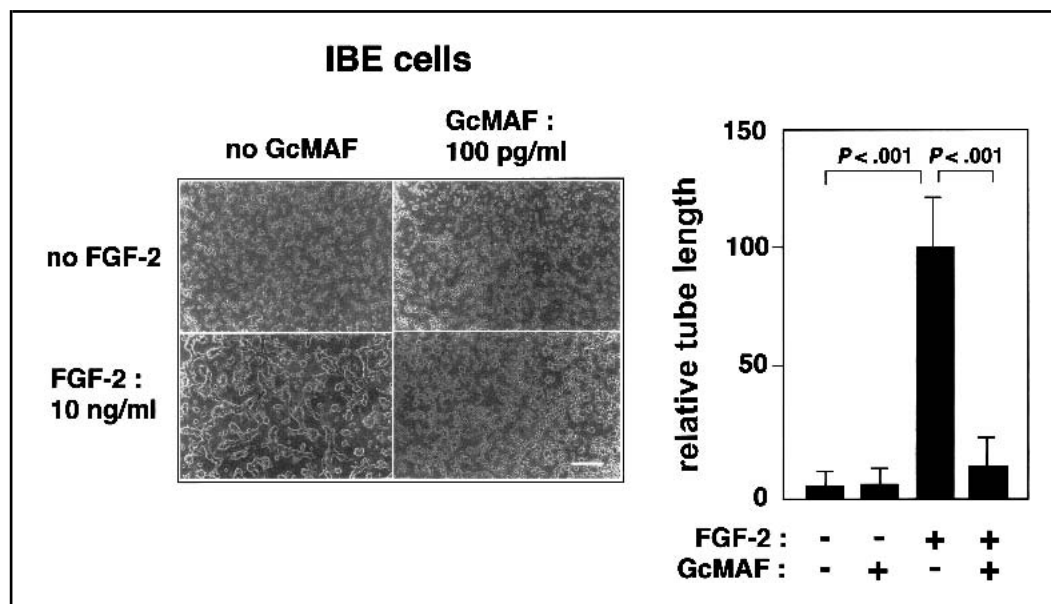 IBE cells
no GcMAF
GcMAF :
100 pg/ml
no FGF-2
FGF-2 :
10 ng/ml
relative tube length
150
100
50
0
P < .001
P < .001
FGF-2 : - - + +
GcMAF : - + - +